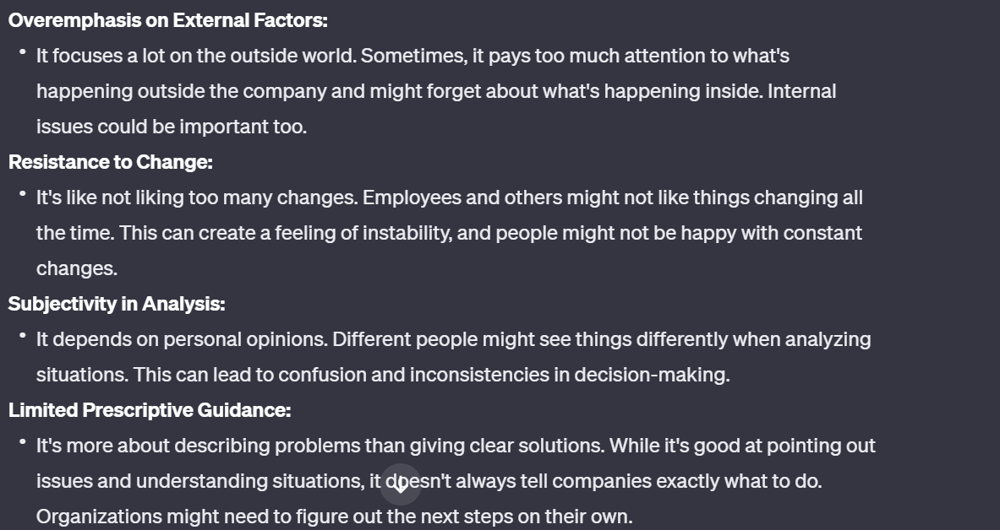 Overemphasis on External Factors:
• It focuses a lot on the outside world. Sometimes, it pays too much attention to what's
happening outside the company and might forget about what's happening inside. Internal
issues could be important too.
Resistance to Change:
• It's like not liking too many changes. Employees and others might not like things changing all
the time. This can create a feeling of instability, and people might not be happy with constant
changes.
Subjectivity in Analysis:
• It depends on personal opinions. Different people might see things differently when analyzing
situations. This can lead to confusion and inconsistencies in decision-making.
Limited Prescriptive Guidance:
• It's more about describing problems than giving clear solutions. While it's good at pointing out
issues and understanding situations, it doesn't always tell companies exactly what to do.
Organizations might need to figure out the next steps on their own.